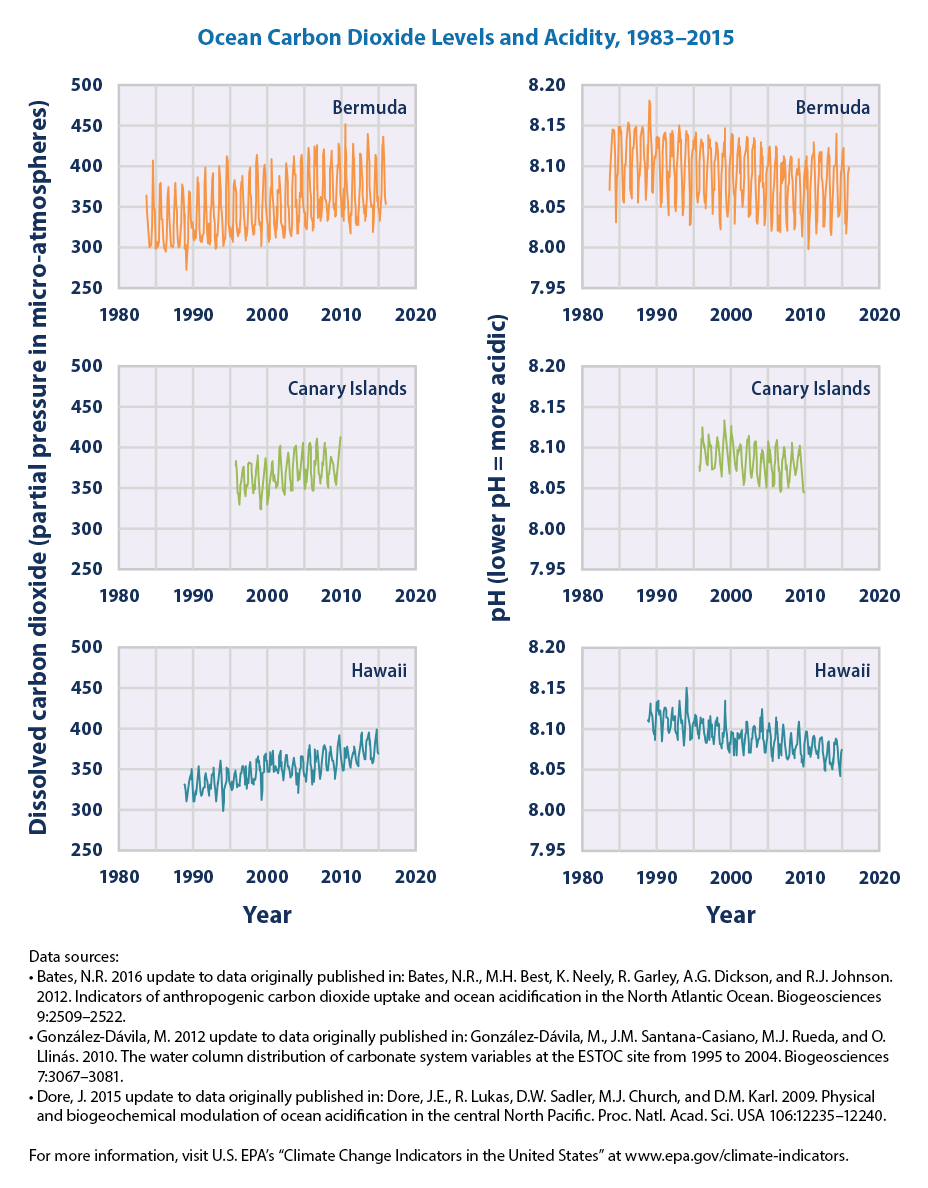 Ocean Carbon Dioxide Levels and Acidity, 1983–2015
Dissolved carbon dioxide (partial pressure in micro-atmospheres)
500
450
400
350
300
250
Bermuda
1980 1990 2000 2010 2020
500
450
400
350
300
250
Canary Islands
1980 1990 2000 2010 2020
500
450
400
350
300
250
Hawaii
1980 1990 2000 2010 2020
Year
pH (lower pH = more acidic)
8.20
8.15
8.10
8.05
8.00
7.95
Bermuda
1980 1990 2000 2010 2020
8.20
8.15
8.10
8.05
8.00
7.95
Canary Islands
1980 1990 2000 2010 2020
8.20
8.15
8.10
8.05
8.00
7.95
Hawaii
1980 1990 2000 2010 2020
Year
Data sources:
• Bates, N.R. 2016 update to data originally published in: Bates, N.R., M.H. Best, K. Neely, R. Garley, A.G. Dickson, and R.J. Johnson.
2012. Indicators of anthropogenic carbon dioxide uptake and ocean acidification in the North Atlantic Ocean. Biogeosciences
9:2509–2522.
• González-Dávila, M. 2012 update to data originally published in: González-Dávila, M., J.M. Santana-Casiano, M.J. Rueda, and O.
Llinás. 2010. The water column distribution of carbonate system variables at the ESTOC site from 1995 to 2004. Biogeosciences
7:3067–3081.
• Dore, J. 2015 update to data originally published in: Dore, J.E., R. Lukas, D.W. Sadler, M.J. Church, and D.M. Karl. 2009. Physical
and biogeochemical modulation of ocean acidification in the central North Pacific. Proc. Natl. Acad. Sci. USA 106:12235–12240.
For more information, visit U.S. EPA’s “Climate Change Indicators in the United States” at www.epa.gov/climate-indicators.